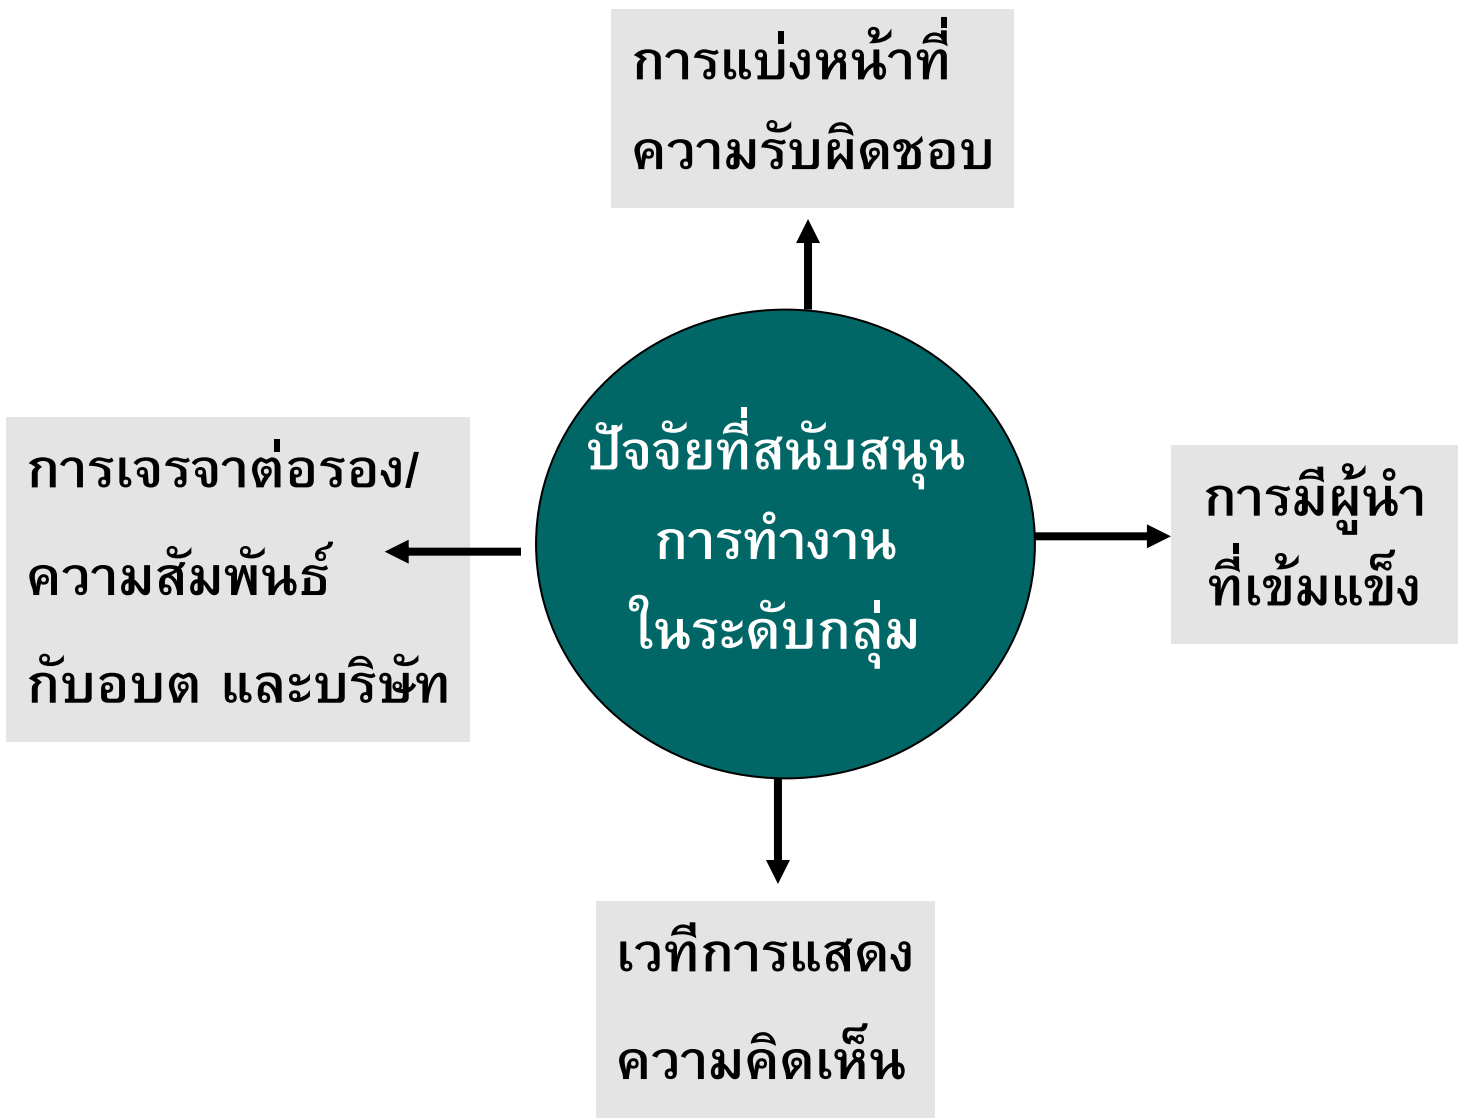 การแบ่งหน้าที่
ความรับผิดชอบ
ปัจจัยที่สนับสนุน
การทำงาน
ในระดับกลุ่ม
การเจรจาต่อรอง/
ความสัมพันธ์
กับอบต และบริษัท
การมีผู้นำ
ที่เข้มแข็ง
เวทีการแสดง
ความคิดเห็น